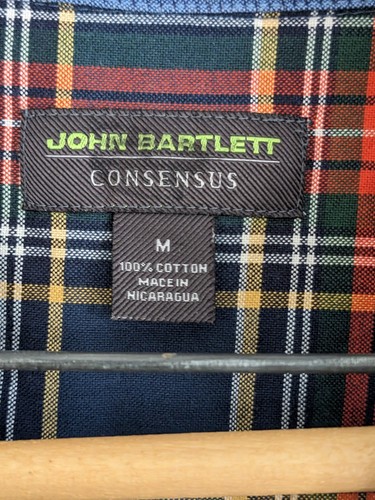 JOHN BARTLETT
CONSENSUS
M
100% COTTON
MADE IN
NICARAGUA